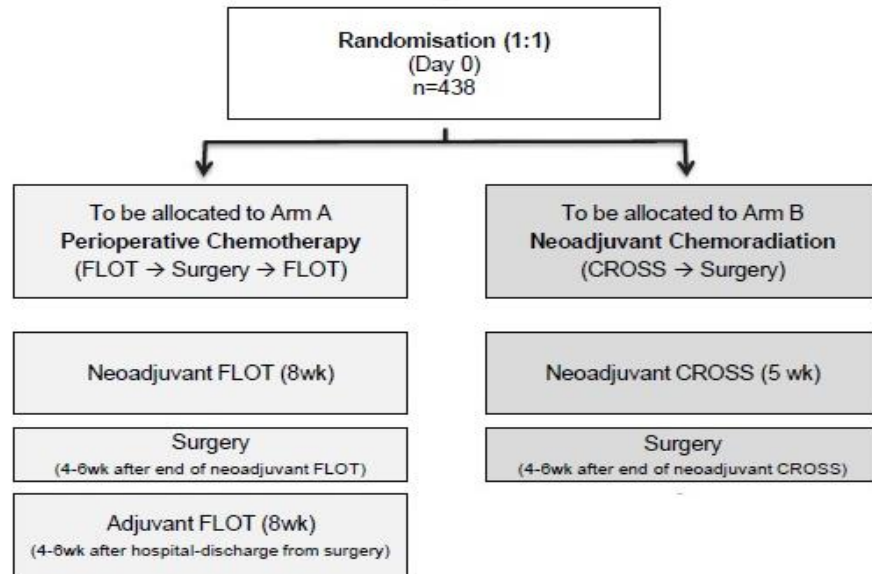 Randomisation (1:1)
(Day 0)
n=438
To be allocated to Arm A
Perioperative Chemotherapy
(FLOT → Surgery → FLOT)
To be allocated to Arm B
Neoadjuvant Chemoradiation
(CROSS → Surgery)
Neoadjuvant FLOT (8wk)
Neoadjuvant CROSS (5 wk)
Surgery
(4-6wk after end of neoadjuvant FLOT)
Surgery
(4-6wk after end of neoadjuvant CROSS)
Adjuvant FLOT (8wk)
(4-6wk after hospital-discharge from surgery)